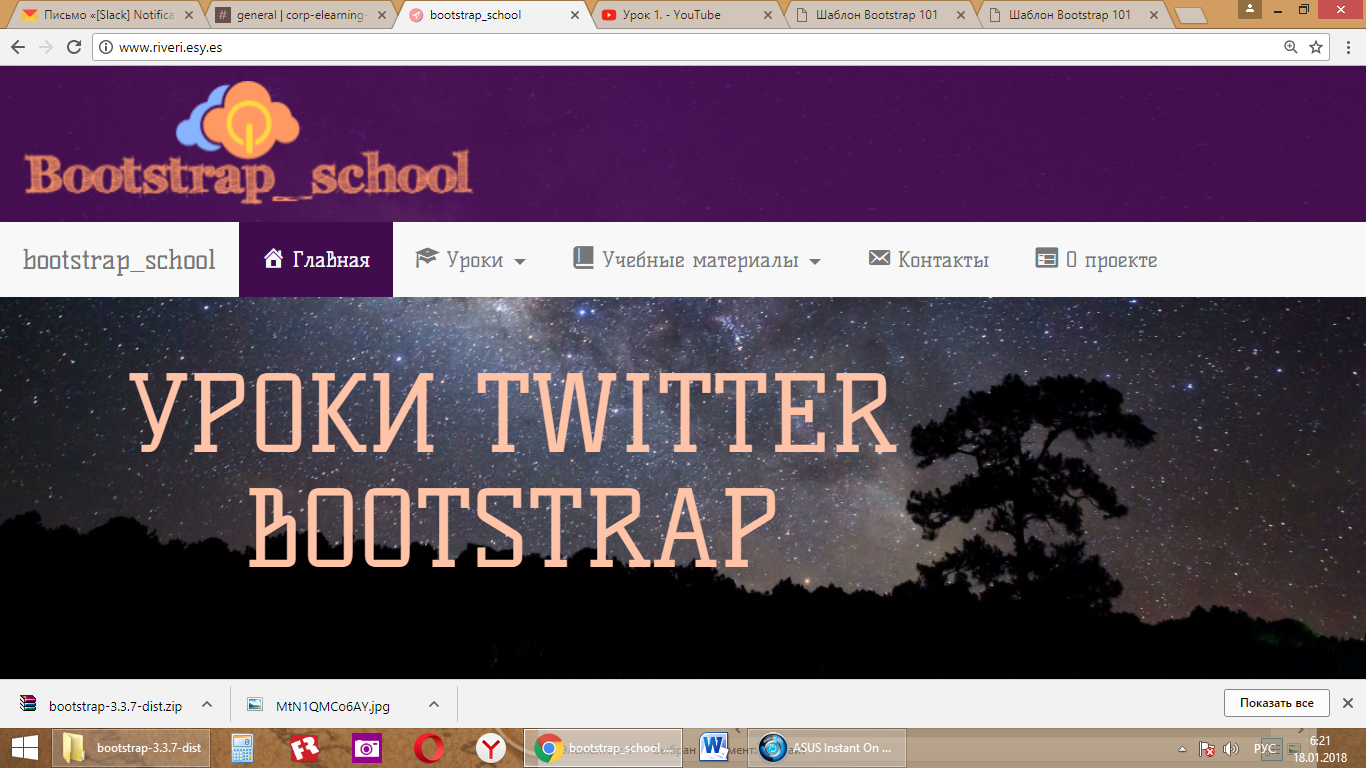 Письмо «[Slack] Notifica
general | corp-elearning-
bootstrap_school
Урок 1. - YouTube
Шаблон Bootstrap 101
Шаблон Bootstrap 101
www.riveri.esy.es
Bootstrap_school
bootstrap_school
Главная
Уроки
Учебные материалы
Контакты
О проекте
УРОКИ TWITTER
BOOTSTRAP
bootstrap-3.3.7-dist.zip
MtN1QMCo6AY.jpg
Показать все
bootstrap-3.3.7-dist
bootstrap_school ...
ASUS Instant On ...
РУС
6:21
18.01.2018